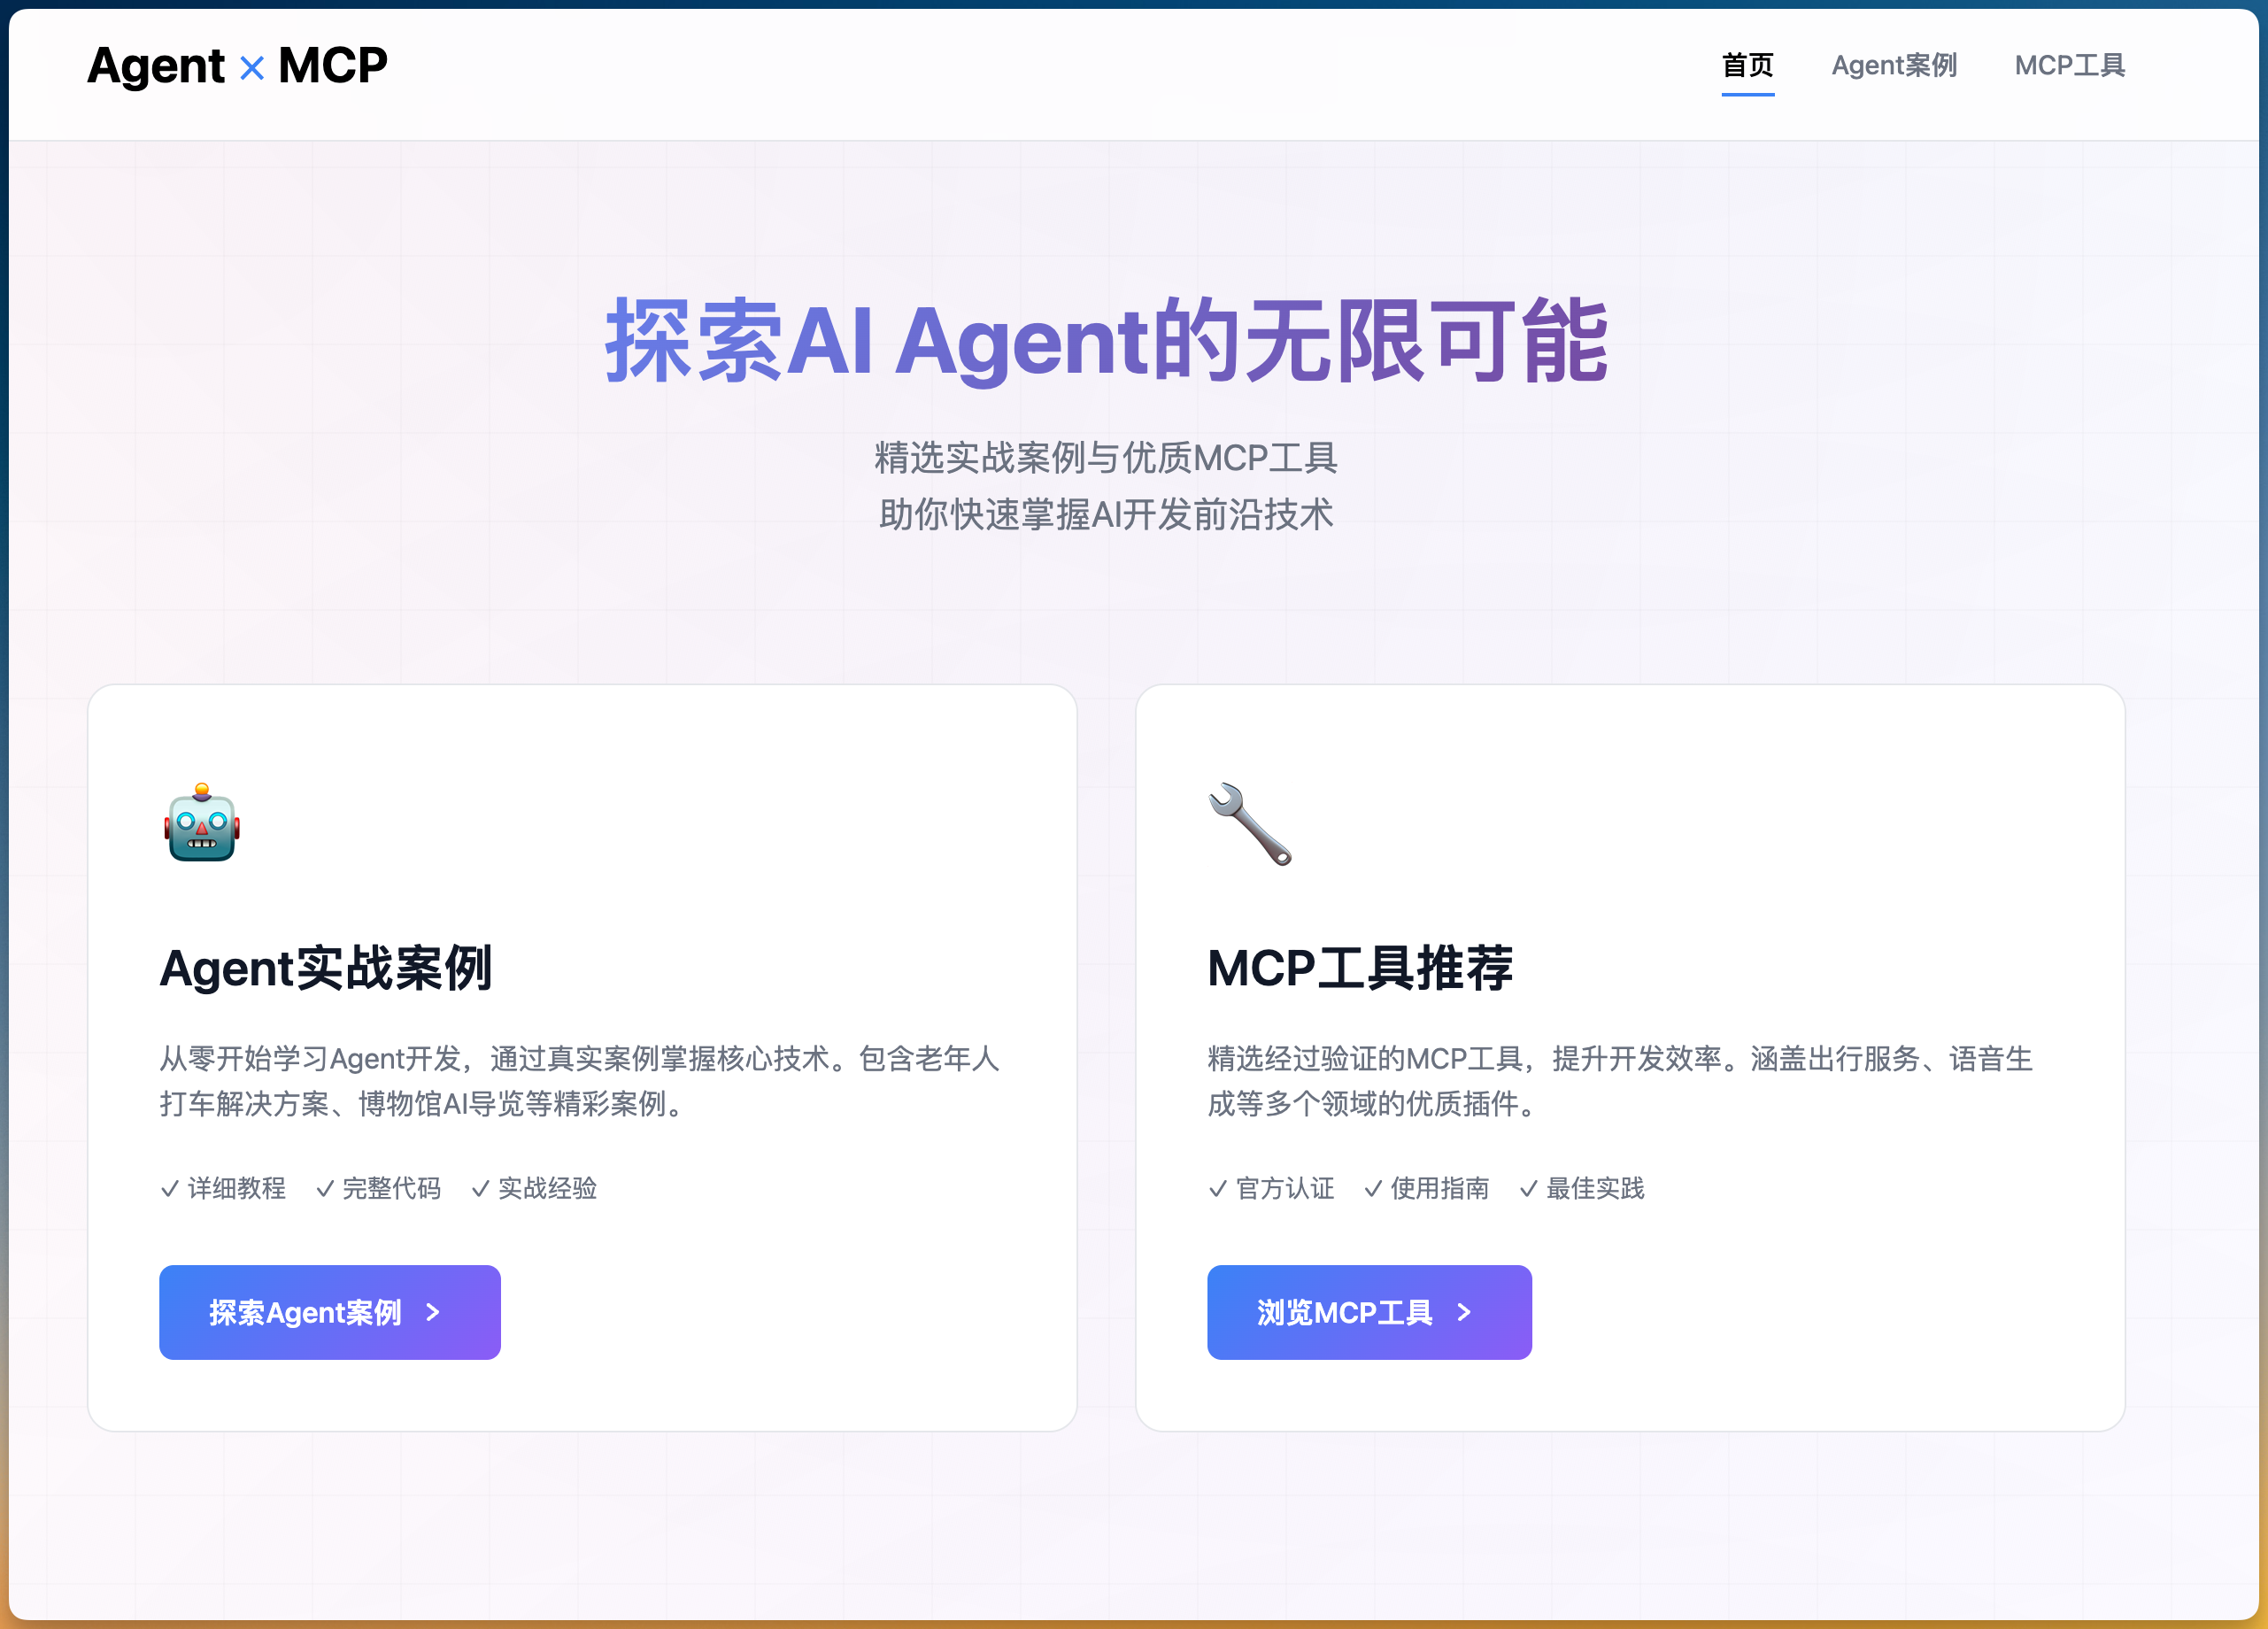 Agent × MCP
首页
Agent案例
MCP工具
探索AI Agent的无限可能
精选实战案例与优质MCP工具
助你快速掌握AI开发前沿技术
Agent实战案例
从零开始学习Agent开发，通过真实案例掌握核心技术。包含老年人
打车解决方案、博物馆AI导览等精彩案例。
✓ 详细教程 ✓ 完整代码 ✓ 实战经验
探索Agent案例 >
MCP工具推荐
精选经过验证的MCP工具，提升开发效率。涵盖出行服务、语音生
成等多个领域的优质插件。
✓ 官方认证 ✓ 使用指南 ✓ 最佳实践
浏览MCP工具 >